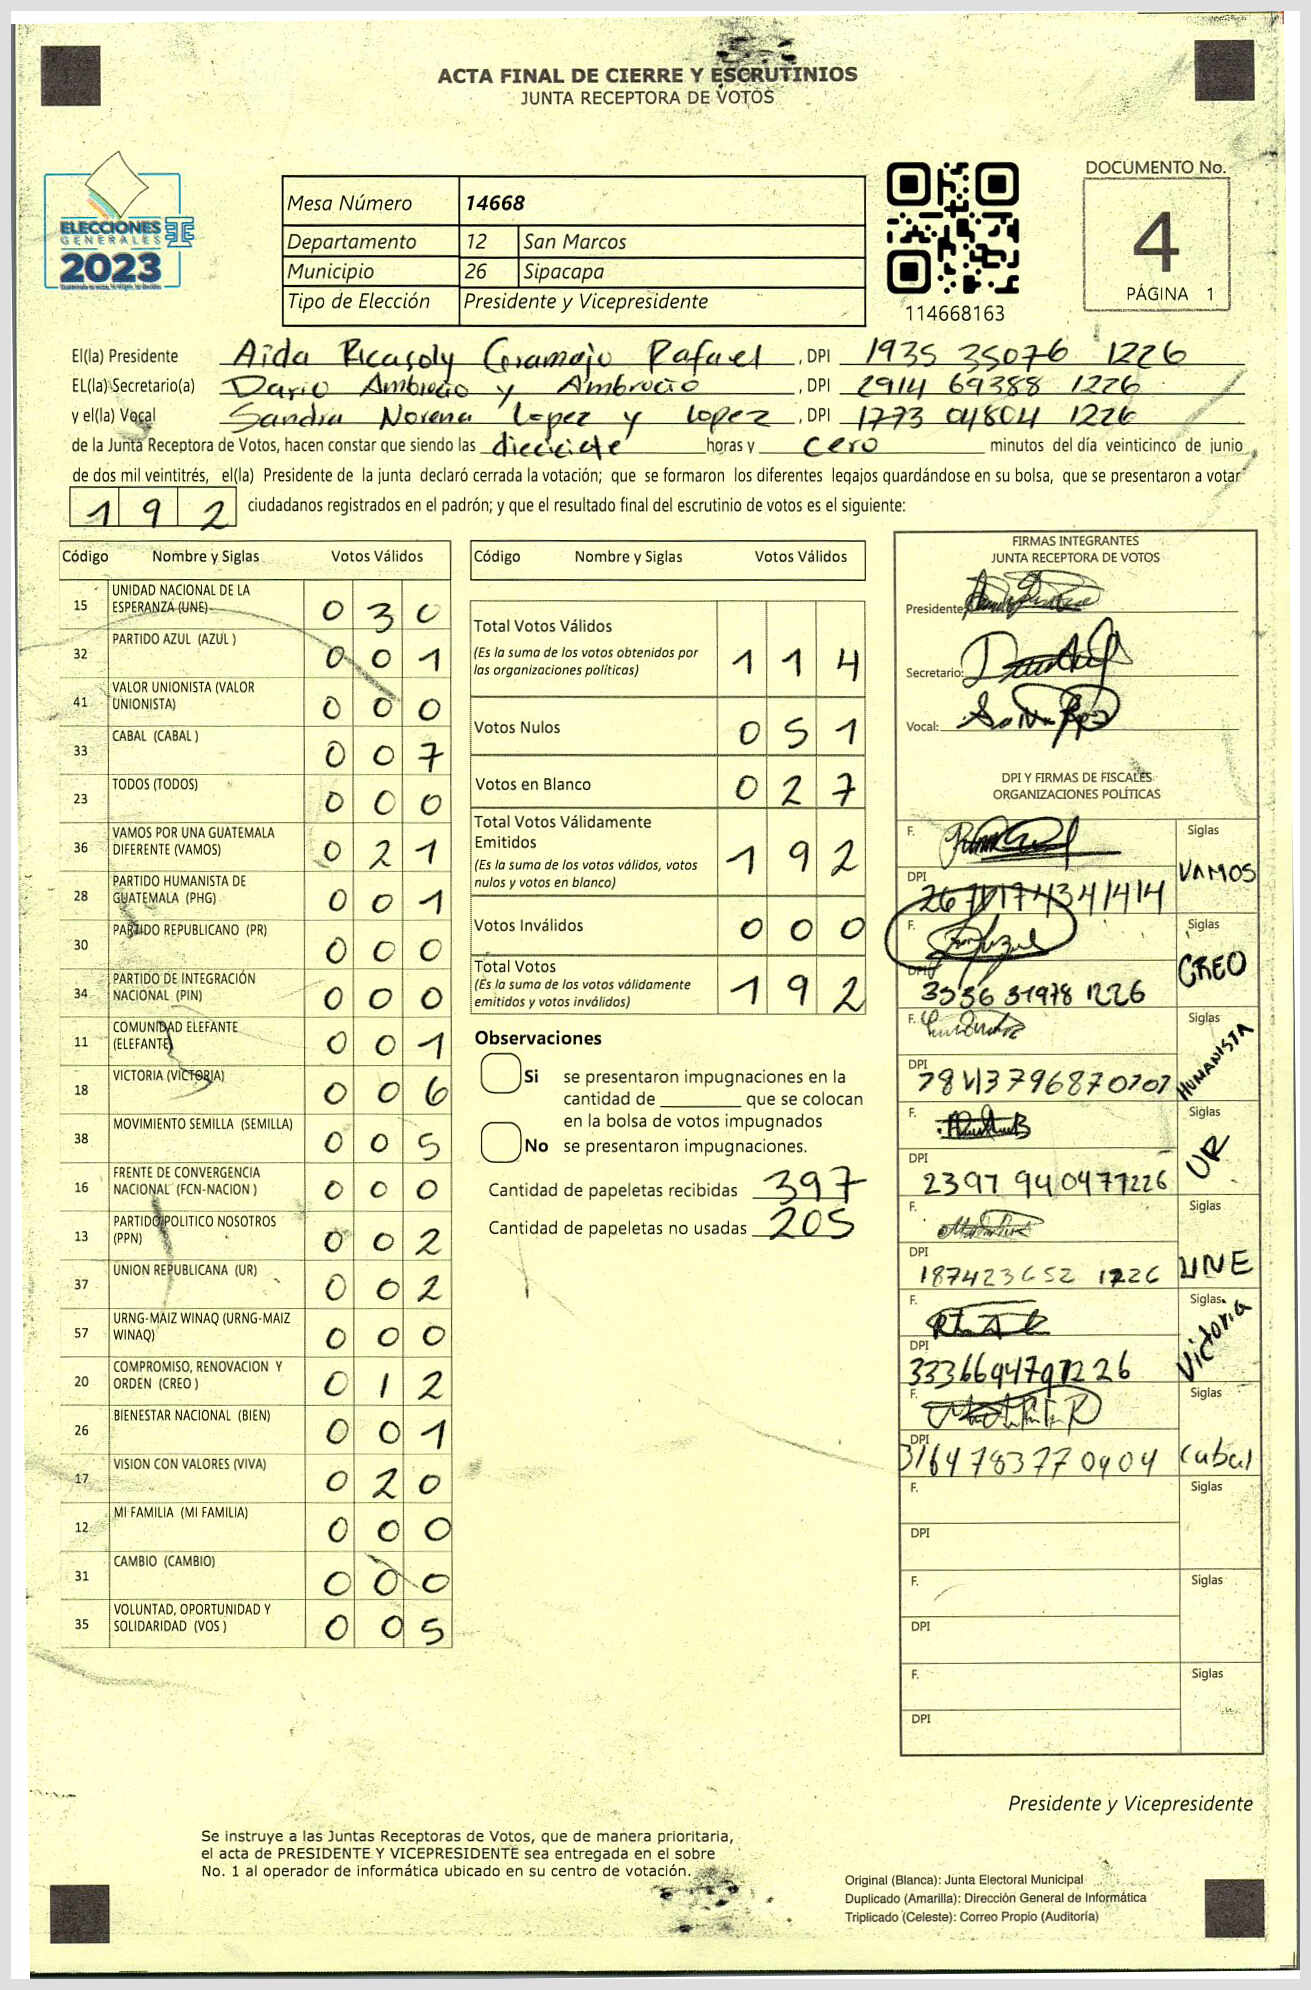 ACTA FINAL DE CIERRE Y ESCRUTINIOS
JUNTA RECEPTORA DE VOTOS
ELECCIONES
GENERALES
2023
Mesa Número 14668
Departamento 12 San Marcos
Municipio 26 Sipacapa
Tipo de Elección Presidente y Vicepresidente
114668163
DOCUMENTO No.
4
PÁGINA 1
El(la) Presidente Aida Ricasoly Gramajo Rafael, DPI 1935 35076 1226
EL(la) Secretario(a) Dario Ambrocio y Ambrocio, DPI 2914 69388 1226
y el(la) Vocal Sandra Norena Lopez y Lopez, DPI 1773 04804 1226
de la Junta Receptora de Votos, hacen constar que siendo las dieciciete horas y cero minutos del día veinticinco de junio
de dos mil veintitrés, el(la) Presidente de la junta declaró cerrada la votación; que se formaron los diferentes legajos guardándose en su bolsa, que se presentaron a votar
192 ciudadanos registrados en el padrón; y que el resultado final del escrutinio de votos es el siguiente:
Código Nombre y Siglas Votos Válidos
15 UNIDAD NACIONAL DE LA ESPERANZA (UNE) 0 3 0
32 PARTIDO AZUL (AZUL ) 0 0 1
41 VALOR UNIONISTA (VALOR UNIONISTA) 0 0 0
33 CABAL (CABAL ) 0 0 7
23 TODOS (TODOS) 0 0 0
36 VAMOS POR UNA GUATEMALA DIFERENTE (VAMOS) 0 2 1
28 PARTIDO HUMANISTA DE GUATEMALA (PHG) 0 0 1
30 PARTIDO REPUBLICANO (PR) 0 0 0
34 PARTIDO DE INTEGRACIÓN NACIONAL (PIN) 0 0 0
11 COMUNIDAD ELEFANTE (ELEFANTE) 0 0 1
18 VICTORIA (VICTORIA) 0 0 6
38 MOVIMIENTO SEMILLA (SEMILLA) 0 0 5
16 FRENTE DE CONVERGENCIA NACIONAL (FCN-NACION ) 0 0 0
13 PARTIDO POLITICO NOSOTROS (PPN) 0 0 2
37 UNION REPUBLICANA (UR) 0 0 2
57 URNG-MAIZ WINAQ (URNG-MAIZ WINAQ) 0 0 0
20 COMPROMISO, RENOVACION Y ORDEN (CREO ) 0 1 2
26 BIENESTAR NACIONAL (BIEN) 0 0 1
17 VISION CON VALORES (VIVA) 0 2 0
12 MI FAMILIA (MI FAMILIA) 0 0 0
31 CAMBIO (CAMBIO) 0 0 0
35 VOLUNTAD, OPORTUNIDAD Y SOLIDARIDAD (VOS ) 0 0 5
Código Nombre y Siglas Votos Válidos
Total Votos Válidos 1 1 4
(Es la suma de los votos obtenidos por
las organizaciones políticas)
Votos Nulos 0 5 1
Votos en Blanco 0 2 7
Total Votos Válidamente
Emitidos 1 9 2
(Es la suma de los votos válidos, votos
nulos y votos en blanco)
Votos Inválidos 0 0 0
Total Votos 1 9 2
(Es la suma de los votos válidamente
emitidos y votos inválidos)
Observaciones
Si se presentaron impugnaciones en la
cantidad de ________ que se colocan
en la bolsa de votos impugnados
No se presentaron impugnaciones.
Cantidad de papeletas recibidas 397
Cantidad de papeletas no usadas 205
FIRMAS INTEGRANTES
JUNTA RECEPTORA DE VOTOS
Presidente:
Secretario:
Vocal:
DPI Y FIRMAS DE FISCALES
ORGANIZACIONES POLÍTICAS
F. Siglas
VAMOS
DPI
F. Siglas
CREO
DPI 3536 31978 1226
F. Siglas
HUMANISTA
DPI
F. Siglas
UR
DPI 2397 940477226
F. Siglas
UNE
DPI 187423652 1226
F. Siglas
Victoria
DPI
F. Siglas
Cabal
DPI 3164 78377 0904
F. Siglas
DPI
F. Siglas
DPI
F. Siglas
DPI
Presidente y Vicepresidente
Se instruye a las Juntas Receptoras de Votos, que de manera prioritaria,
el acta de PRESIDENTE Y VICEPRESIDENTE sea entregada en el sobre
No. 1 al operador de informática ubicado en su centro de votación.
Original (Blanca): Junta Electoral Municipal
Duplicado (Amarilla): Dirección General de Informática
Triplicado (Celeste): Correo Propio (Auditoría)